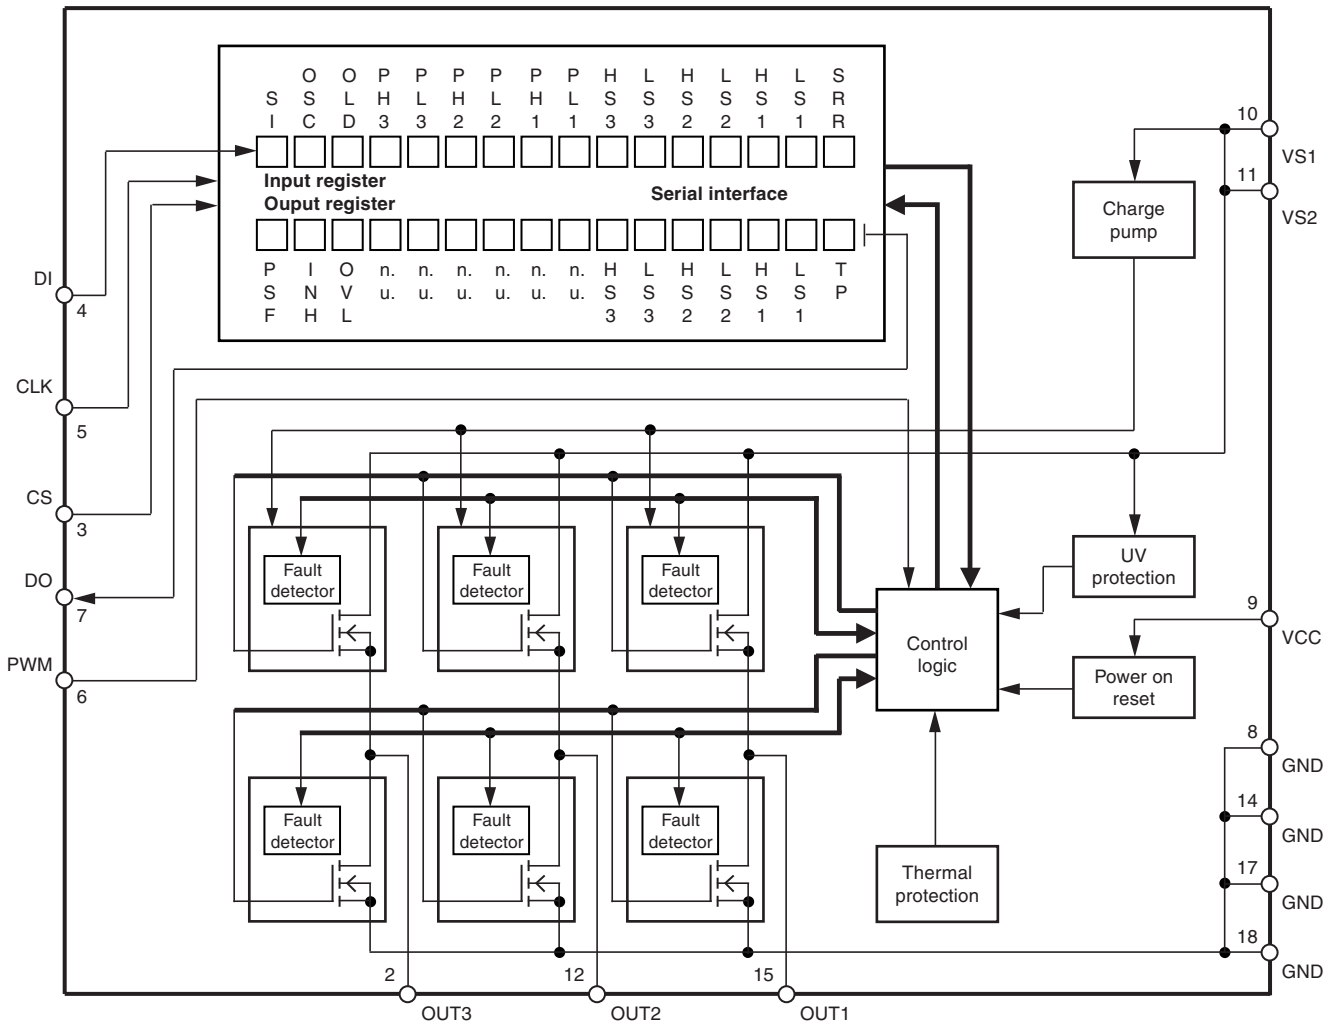 O O P P P P P P H L H L H L S
S S L H L H L H L S S S S S S R
I C D 3 3 2 2 1 1 3 3 2 2 1 1 R
10
VS1
11
VS2
Input register
Ouput register
Serial interface
Charge
pump
P I O n. n. n. n. n. n. H L H L H L T
S N V u. u. u. u. u. u. S S S S S S P
F H L 3 3 2 2 1 1
DI
4
CLK
5
CS
3
DO
7
PWM
6
Fault
detector
Fault
detector
Fault
detector
UV
protection
Control
logic
9
VCC
Power on
reset
8
GND
14
GND
17
GND
18
GND
Fault
detector
Fault
detector
Fault
detector
Thermal
protection
2
OUT3
12
OUT2
15
OUT1